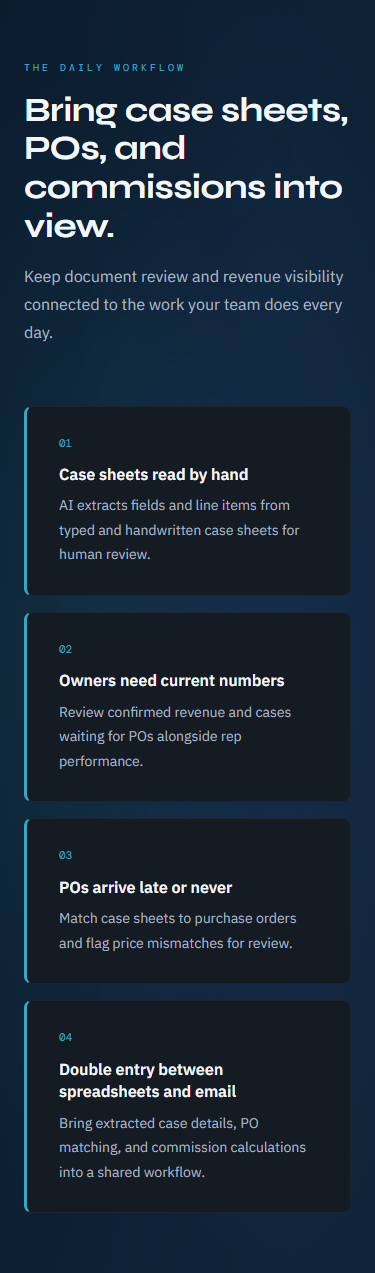 THE DAILY WORKFLOW
Bring case sheets,
POs, and
commissions into
view.
Keep document review and revenue visibility
connected to the work your team does every
day.
01
Case sheets read by hand
AI extracts fields and line items from
typed and handwritten case sheets for
human review.
02
Owners need current numbers
Review confirmed revenue and cases
waiting for POs alongside rep
performance.
03
POs arrive late or never
Match case sheets to purchase orders
and flag price mismatches for review.
04
Double entry between
spreadsheets and email
Bring extracted case details, PO
matching, and commission calculations
into a shared workflow.